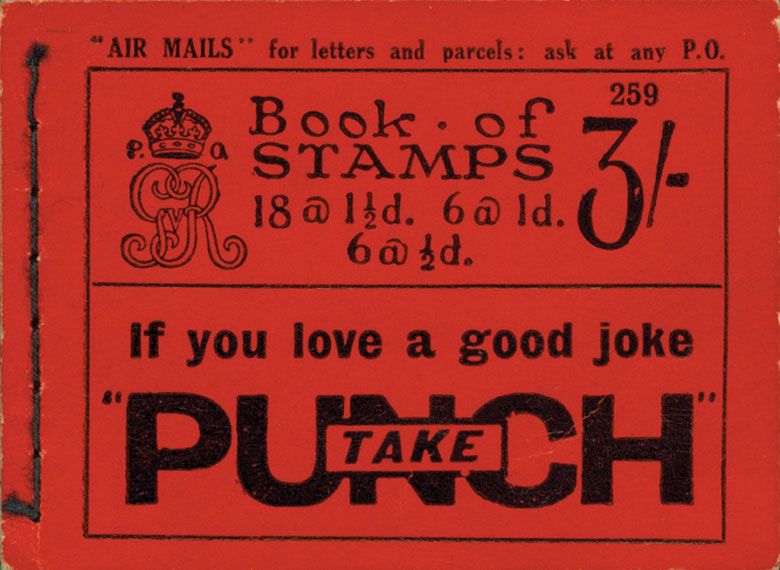 "AIR MAILS" for letters and parcels: ask at any P.O.
259
Book · of 3/-
P. O.
STAMPS
GVR
18 @ 1½d. 6 @ 1d.
6 @ ½d.
If you love a good joke
"PUNCH"
TAKE